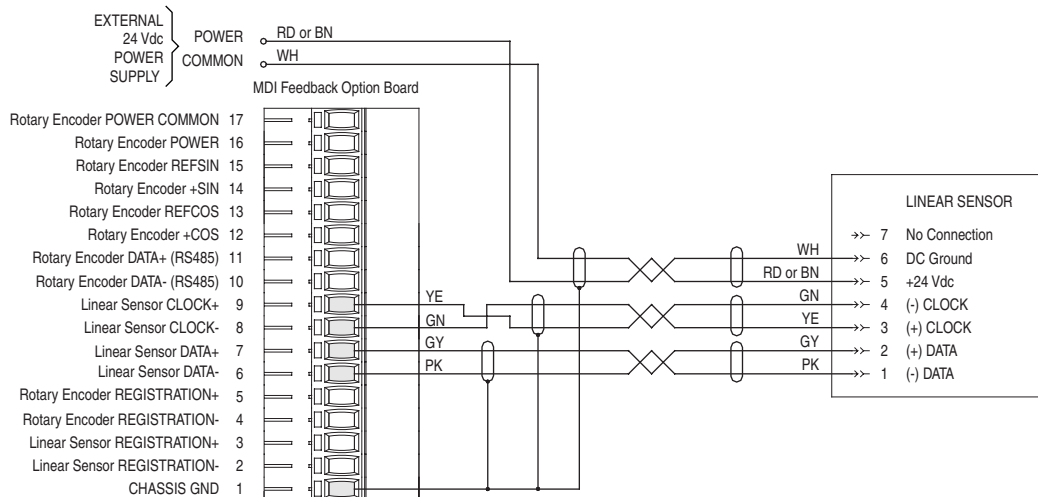 EXTERNAL
24 Vdc
POWER
SUPPLY
POWER
COMMON
RD or BN
WH
MDI Feedback Option Board
Rotary Encoder POWER COMMON 17
Rotary Encoder POWER 16
Rotary Encoder REFSIN 15
Rotary Encoder +SIN 14
Rotary Encoder REFCOS 13
Rotary Encoder +COS 12
Rotary Encoder DATA+ (RS485) 11
Rotary Encoder DATA- (RS485) 10
Linear Sensor CLOCK+ 9
Linear Sensor CLOCK- 8
Linear Sensor DATA+ 7
Linear Sensor DATA- 6
Rotary Encoder REGISTRATION+ 5
Rotary Encoder REGISTRATION- 4
Linear Sensor REGISTRATION+ 3
Linear Sensor REGISTRATION- 2
CHASSIS GND 1
YE
GN
GY
PK
WH
RD or BN
GN
YE
GY
PK
LINEAR SENSOR
7 No Connection
6 DC Ground
5 +24 Vdc
4 (-) CLOCK
3 (+) CLOCK
2 (+) DATA
1 (-) DATA